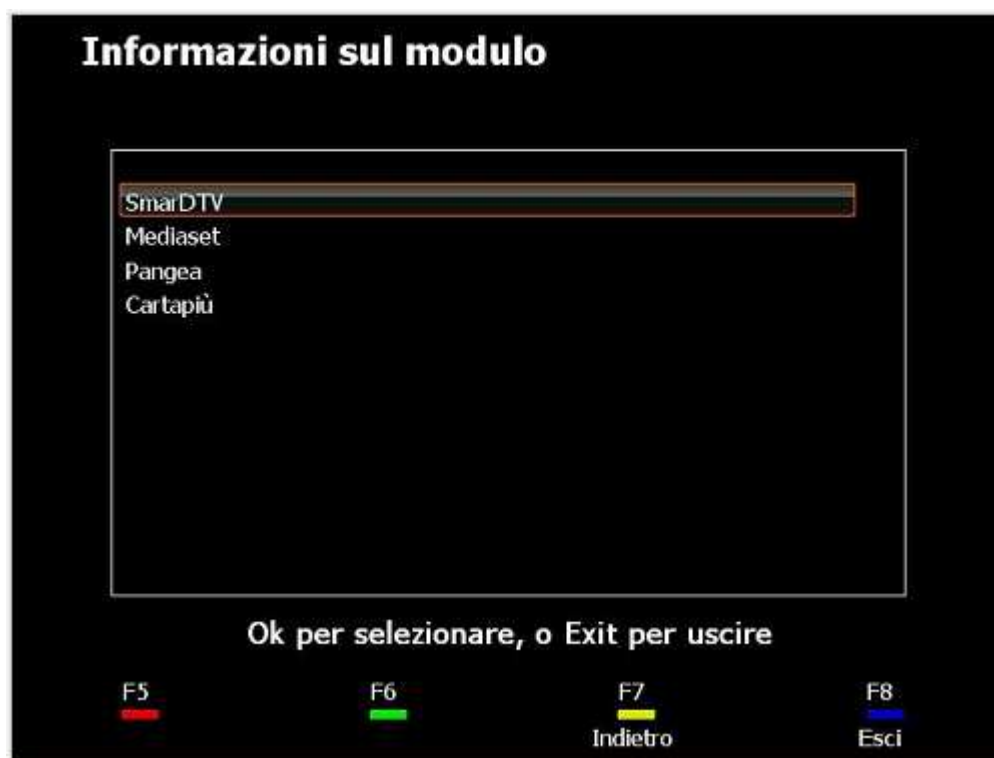 Informazioni sul modulo
SmarDTV
Mediaset
Pangea
Cartapiù
Ok per selezionare, o Exit per uscire
F5 F6 F7 F8
Indietro Esci